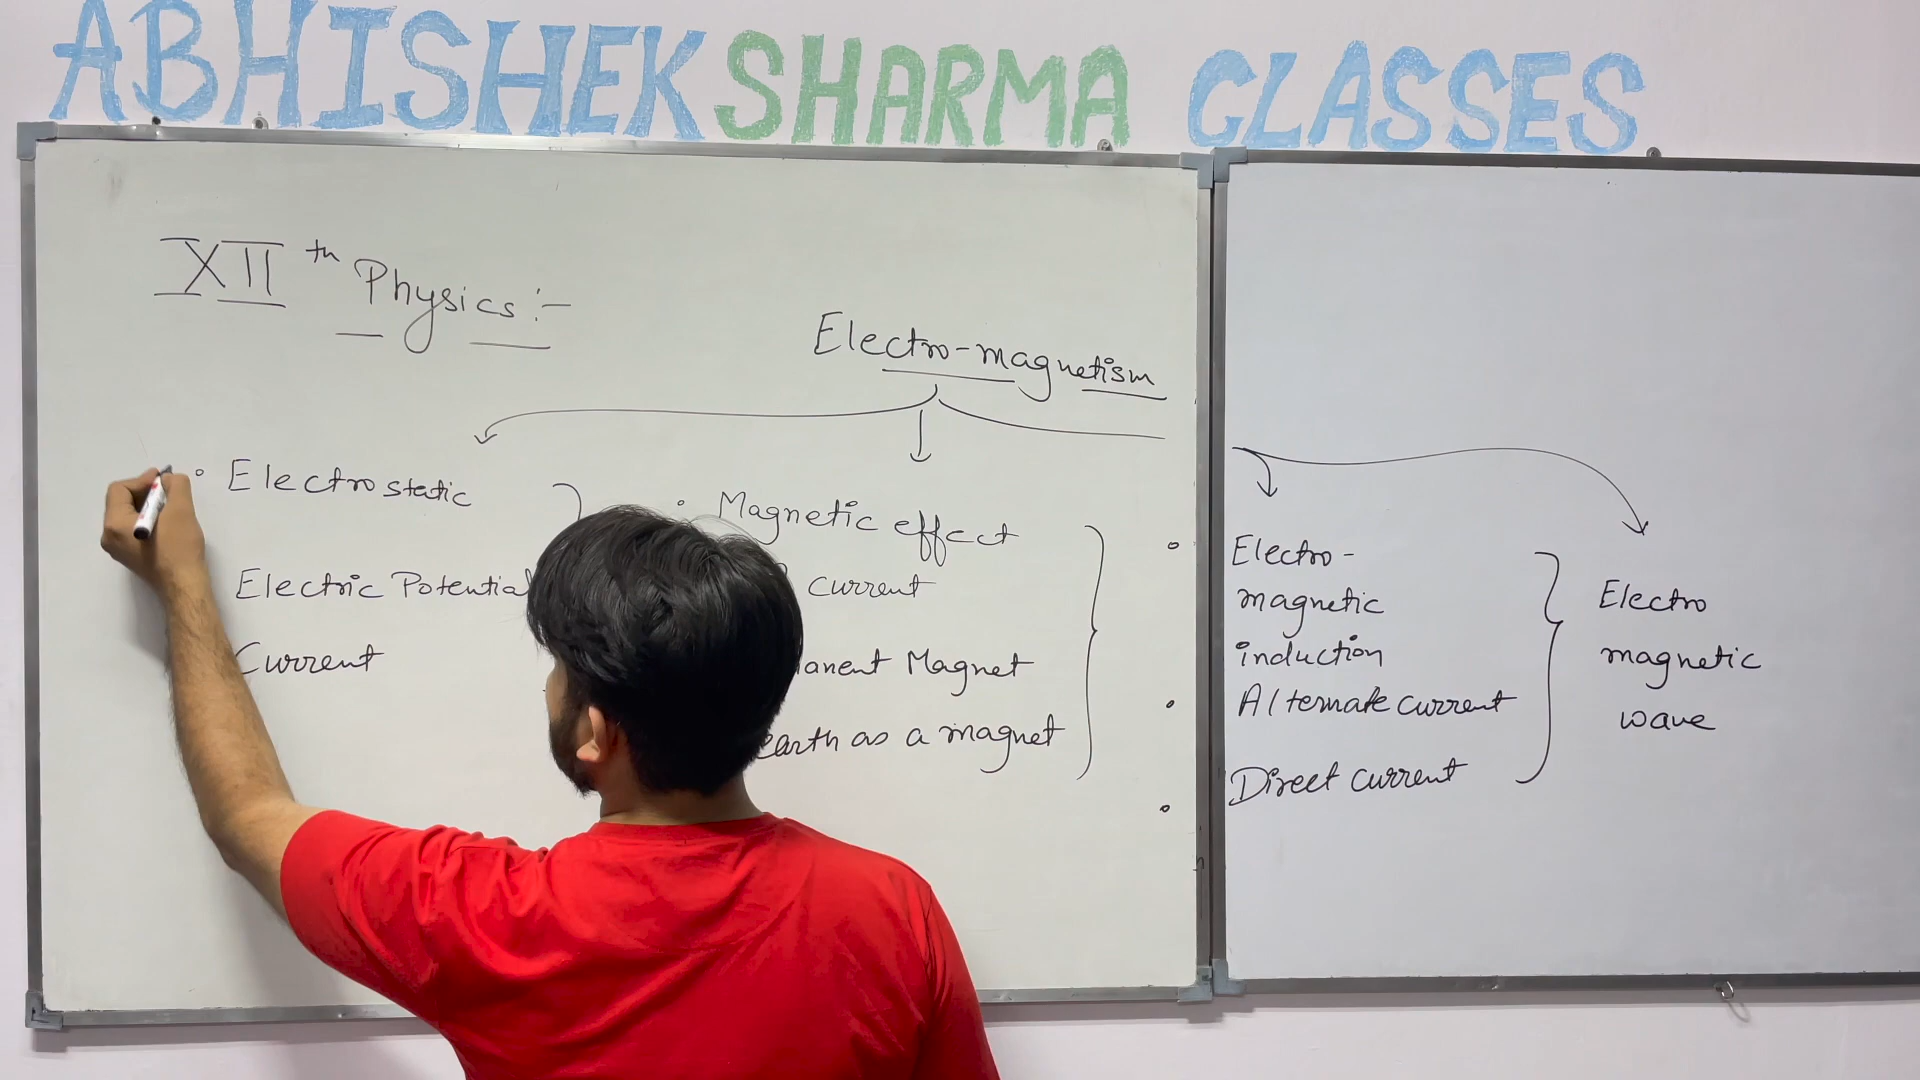 ABHISHEK SHARMA CLASSES
XII th Physics :-
Electro-magnetism
Electrostatic
Electric Potential
Current
Magnetic effect
current
Magnet
earth as a magnet
Electro-
magnetic
induction
Alternate current
Direct current
Electro
magnetic
wave